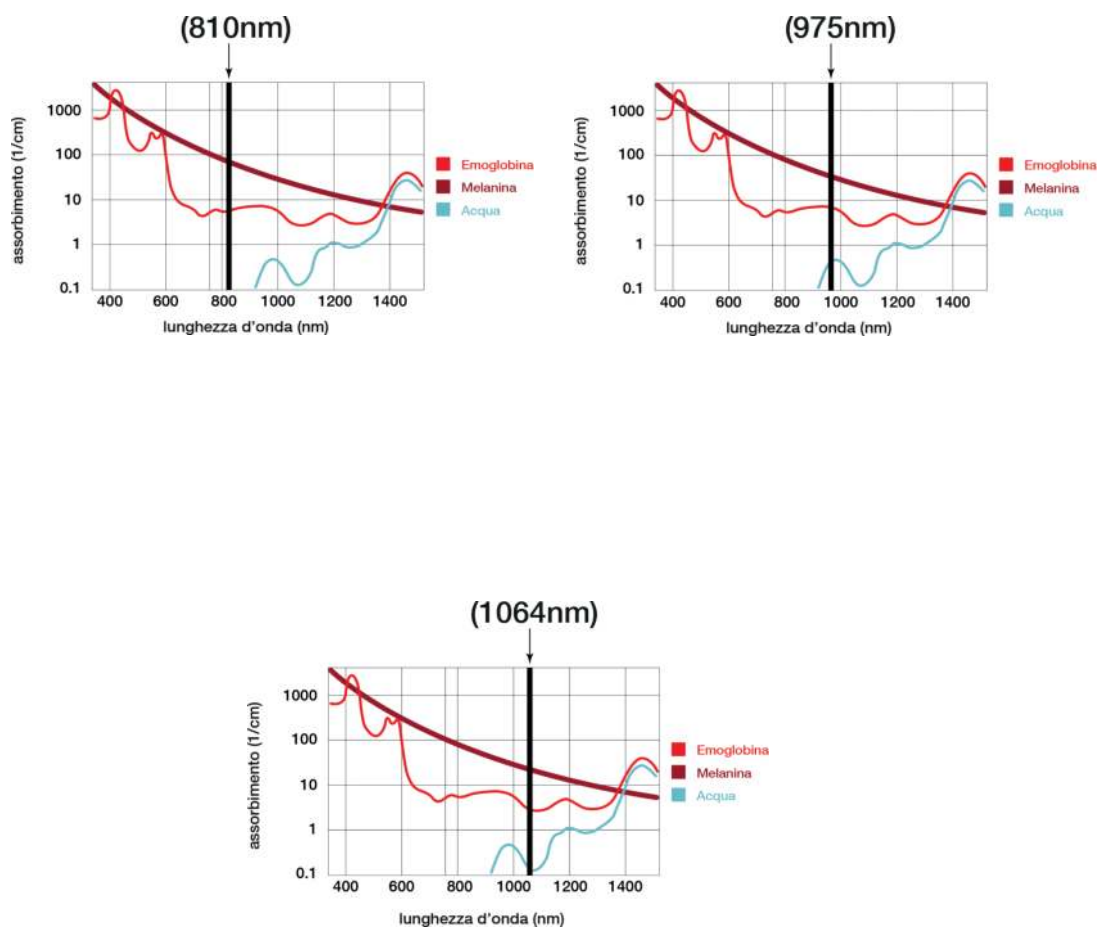 (810nm)
assorbimento (1/cm)
1000
100
10
1
0.1
400 600 800 1000 1200 1400
lunghezza d'onda (nm)
Emoglobina
Melanina
Acqua
(975nm)
assorbimento (1/cm)
1000
100
10
1
0.1
400 600 800 1000 1200 1400
lunghezza d'onda (nm)
Emoglobina
Melanina
Acqua
(1064nm)
assorbimento (1/cm)
1000
100
10
1
0.1
400 600 800 1000 1200 1400
lunghezza d'onda (nm)
Emoglobina
Melanina
Acqua